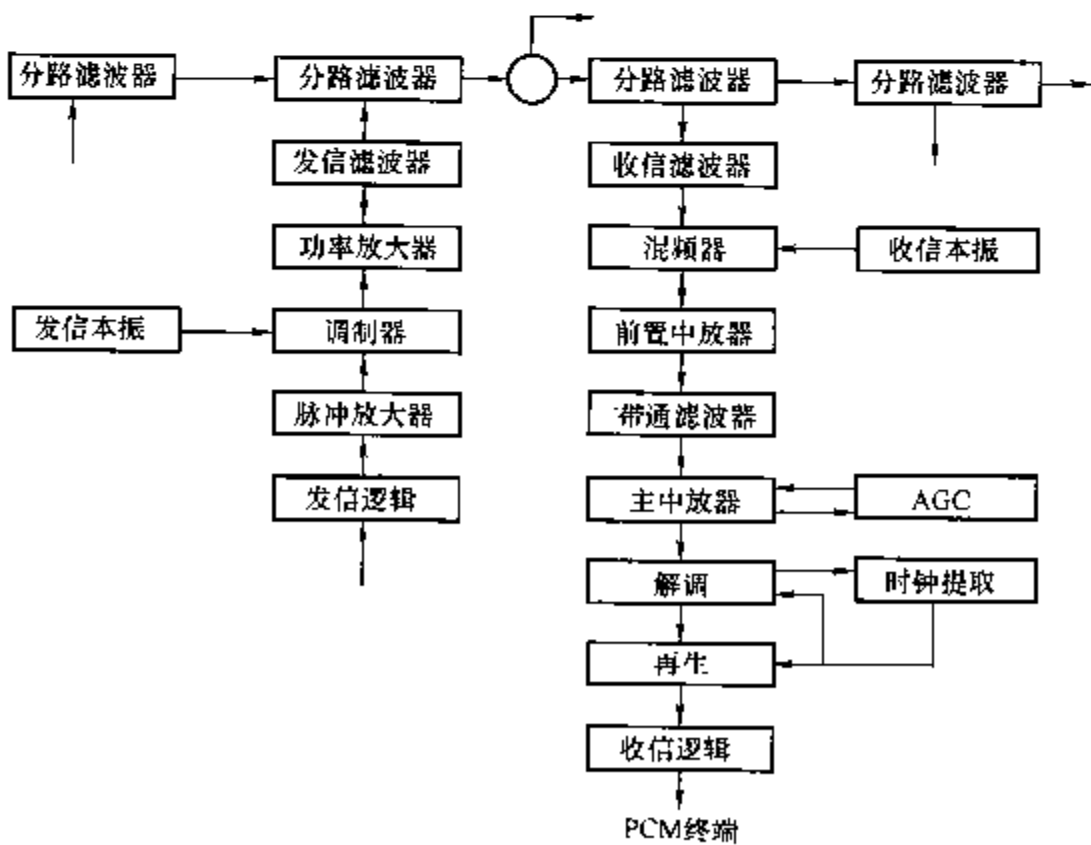 分路滤波器
分路滤波器
分路滤波器
分路滤波器
发信滤波器
收信滤波器
功率放大器
混频器
收信本振
发信本振
调制器
前置中放器
脉冲放大器
带通滤波器
发信逻辑
主中放器
AGC
解调
时钟提取
再生
收信逻辑
PCM终端